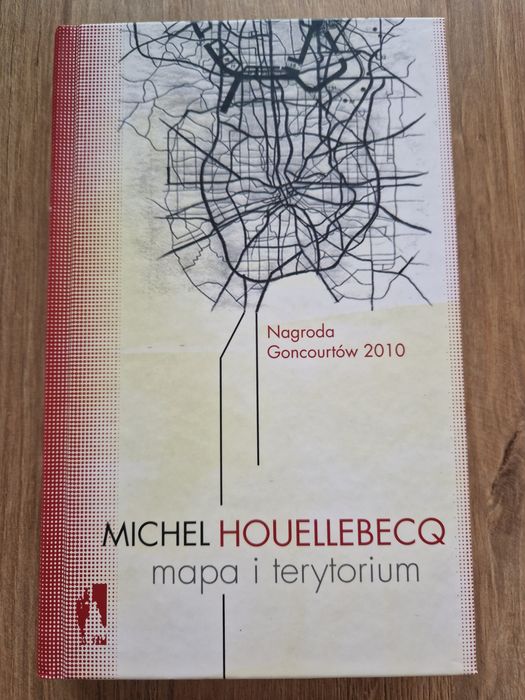 Nagroda
Goncourtów 2010
MICHEL HOUELLEBECQ
mapa i terytorium